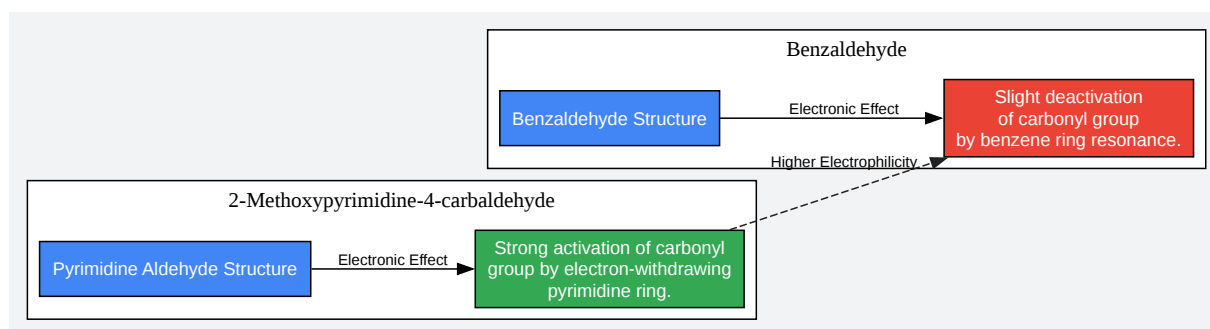 Benzaldehyde
Benzaldehyde Structure
Electronic Effect
Slight deactivation
of carbonyl group
by benzene ring resonance.
Higher Electrophilicity
2-Methoxypyrimidine-4-carbaldehyde
Pyrimidine Aldehyde Structure
Electronic Effect
Strong activation of carbonyl
group by electron-withdrawing
pyrimidine ring.